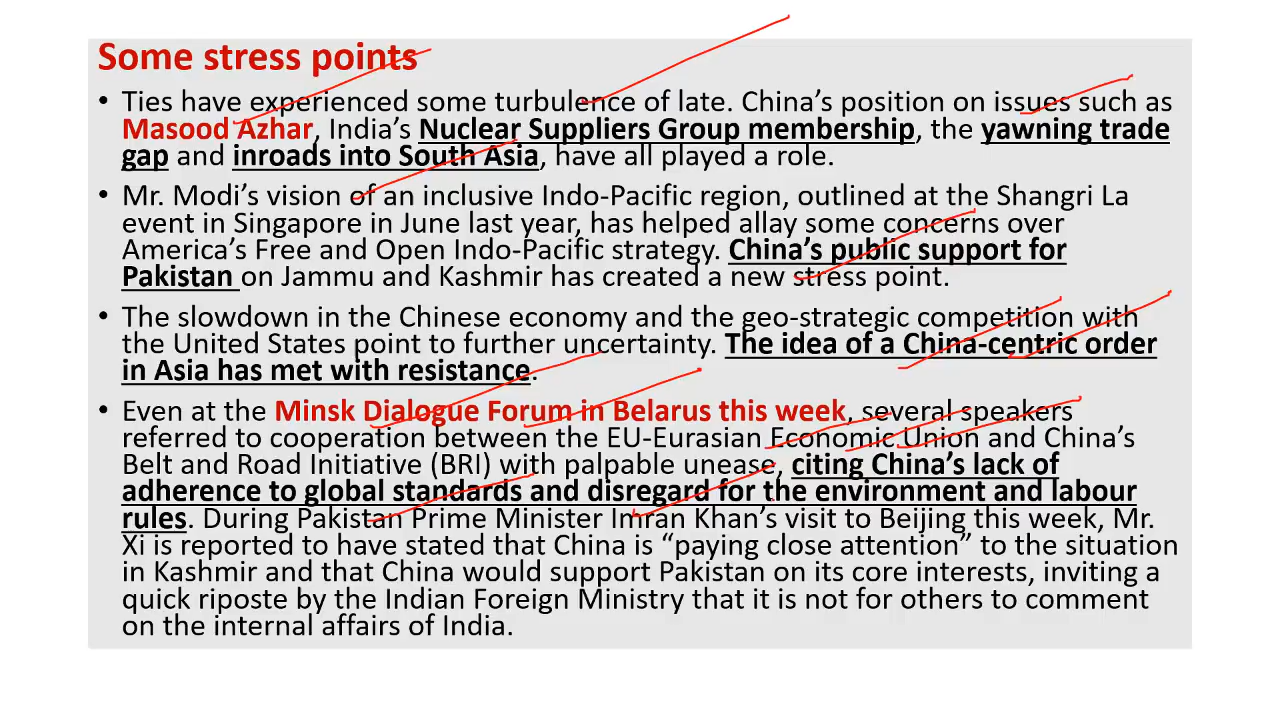 Some stress points
• Ties have experienced some turbulence of late. China’s position on issues such as
Masood Azhar, India’s Nuclear Suppliers Group membership, the yawning trade
gap and inroads into South Asia, have all played a role.
• Mr. Modi’s vision of an inclusive Indo-Pacific region, outlined at the Shangri La
event in Singapore in June last year, has helped allay some concerns over
America’s Free and Open Indo-Pacific strategy. China’s public support for
Pakistan on Jammu and Kashmir has created a new stress point.
• The slowdown in the Chinese economy and the geo-strategic competition with
the United States point to further uncertainty. The idea of a China-centric order
in Asia has met with resistance.
• Even at the Minsk Dialogue Forum in Belarus this week, several speakers
referred to cooperation between the EU-Eurasian Economic Union and China’s
Belt and Road Initiative (BRI) with palpable unease, citing China’s lack of
adherence to global standards and disregard for the environment and labour
rules. During Pakistan Prime Minister Imran Khan’s visit to Beijing this week, Mr.
Xi is reported to have stated that China is “paying close attention” to the situation
in Kashmir and that China would support Pakistan on its core interests, inviting a
quick riposte by the Indian Foreign Ministry that it is not for others to comment
on the internal affairs of India.